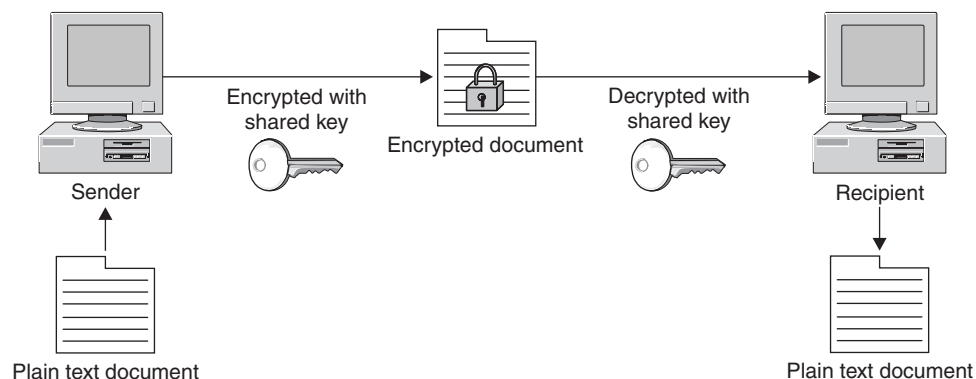 Encrypted with
shared key
Encrypted document
Decrypted with
shared key
Sender
Recipient
Plain text document
Plain text document